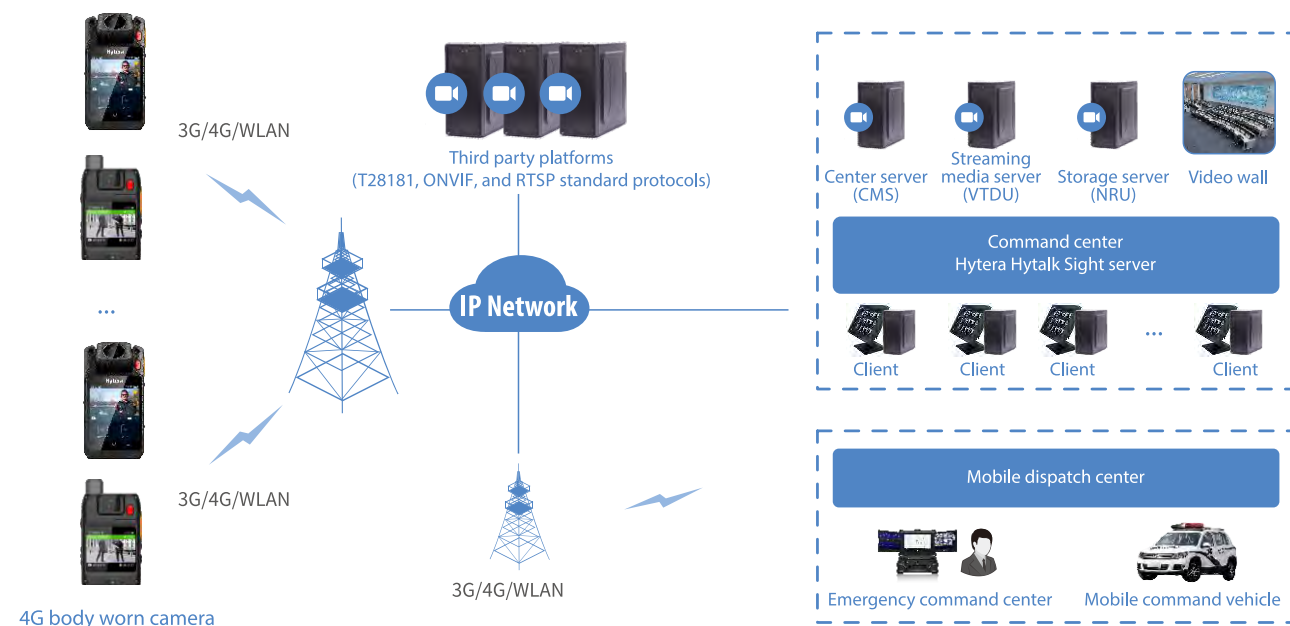 Hytera
3G/4G/WLAN
...
Hytera
3G/4G/WLAN
4G body worn camera
Third party platforms
(T28181, ONVIF, and RTSP standard protocols)
IP Network
3G/4G/WLAN
Center server
(CMS)
Streaming
media server
(VTDU)
Storage server
(NRU)
Video wall
Command center
Hytera Hytalk Sight server
Client
Client
Client
...
Client
Mobile dispatch center
Emergency command center
Mobile command vehicle